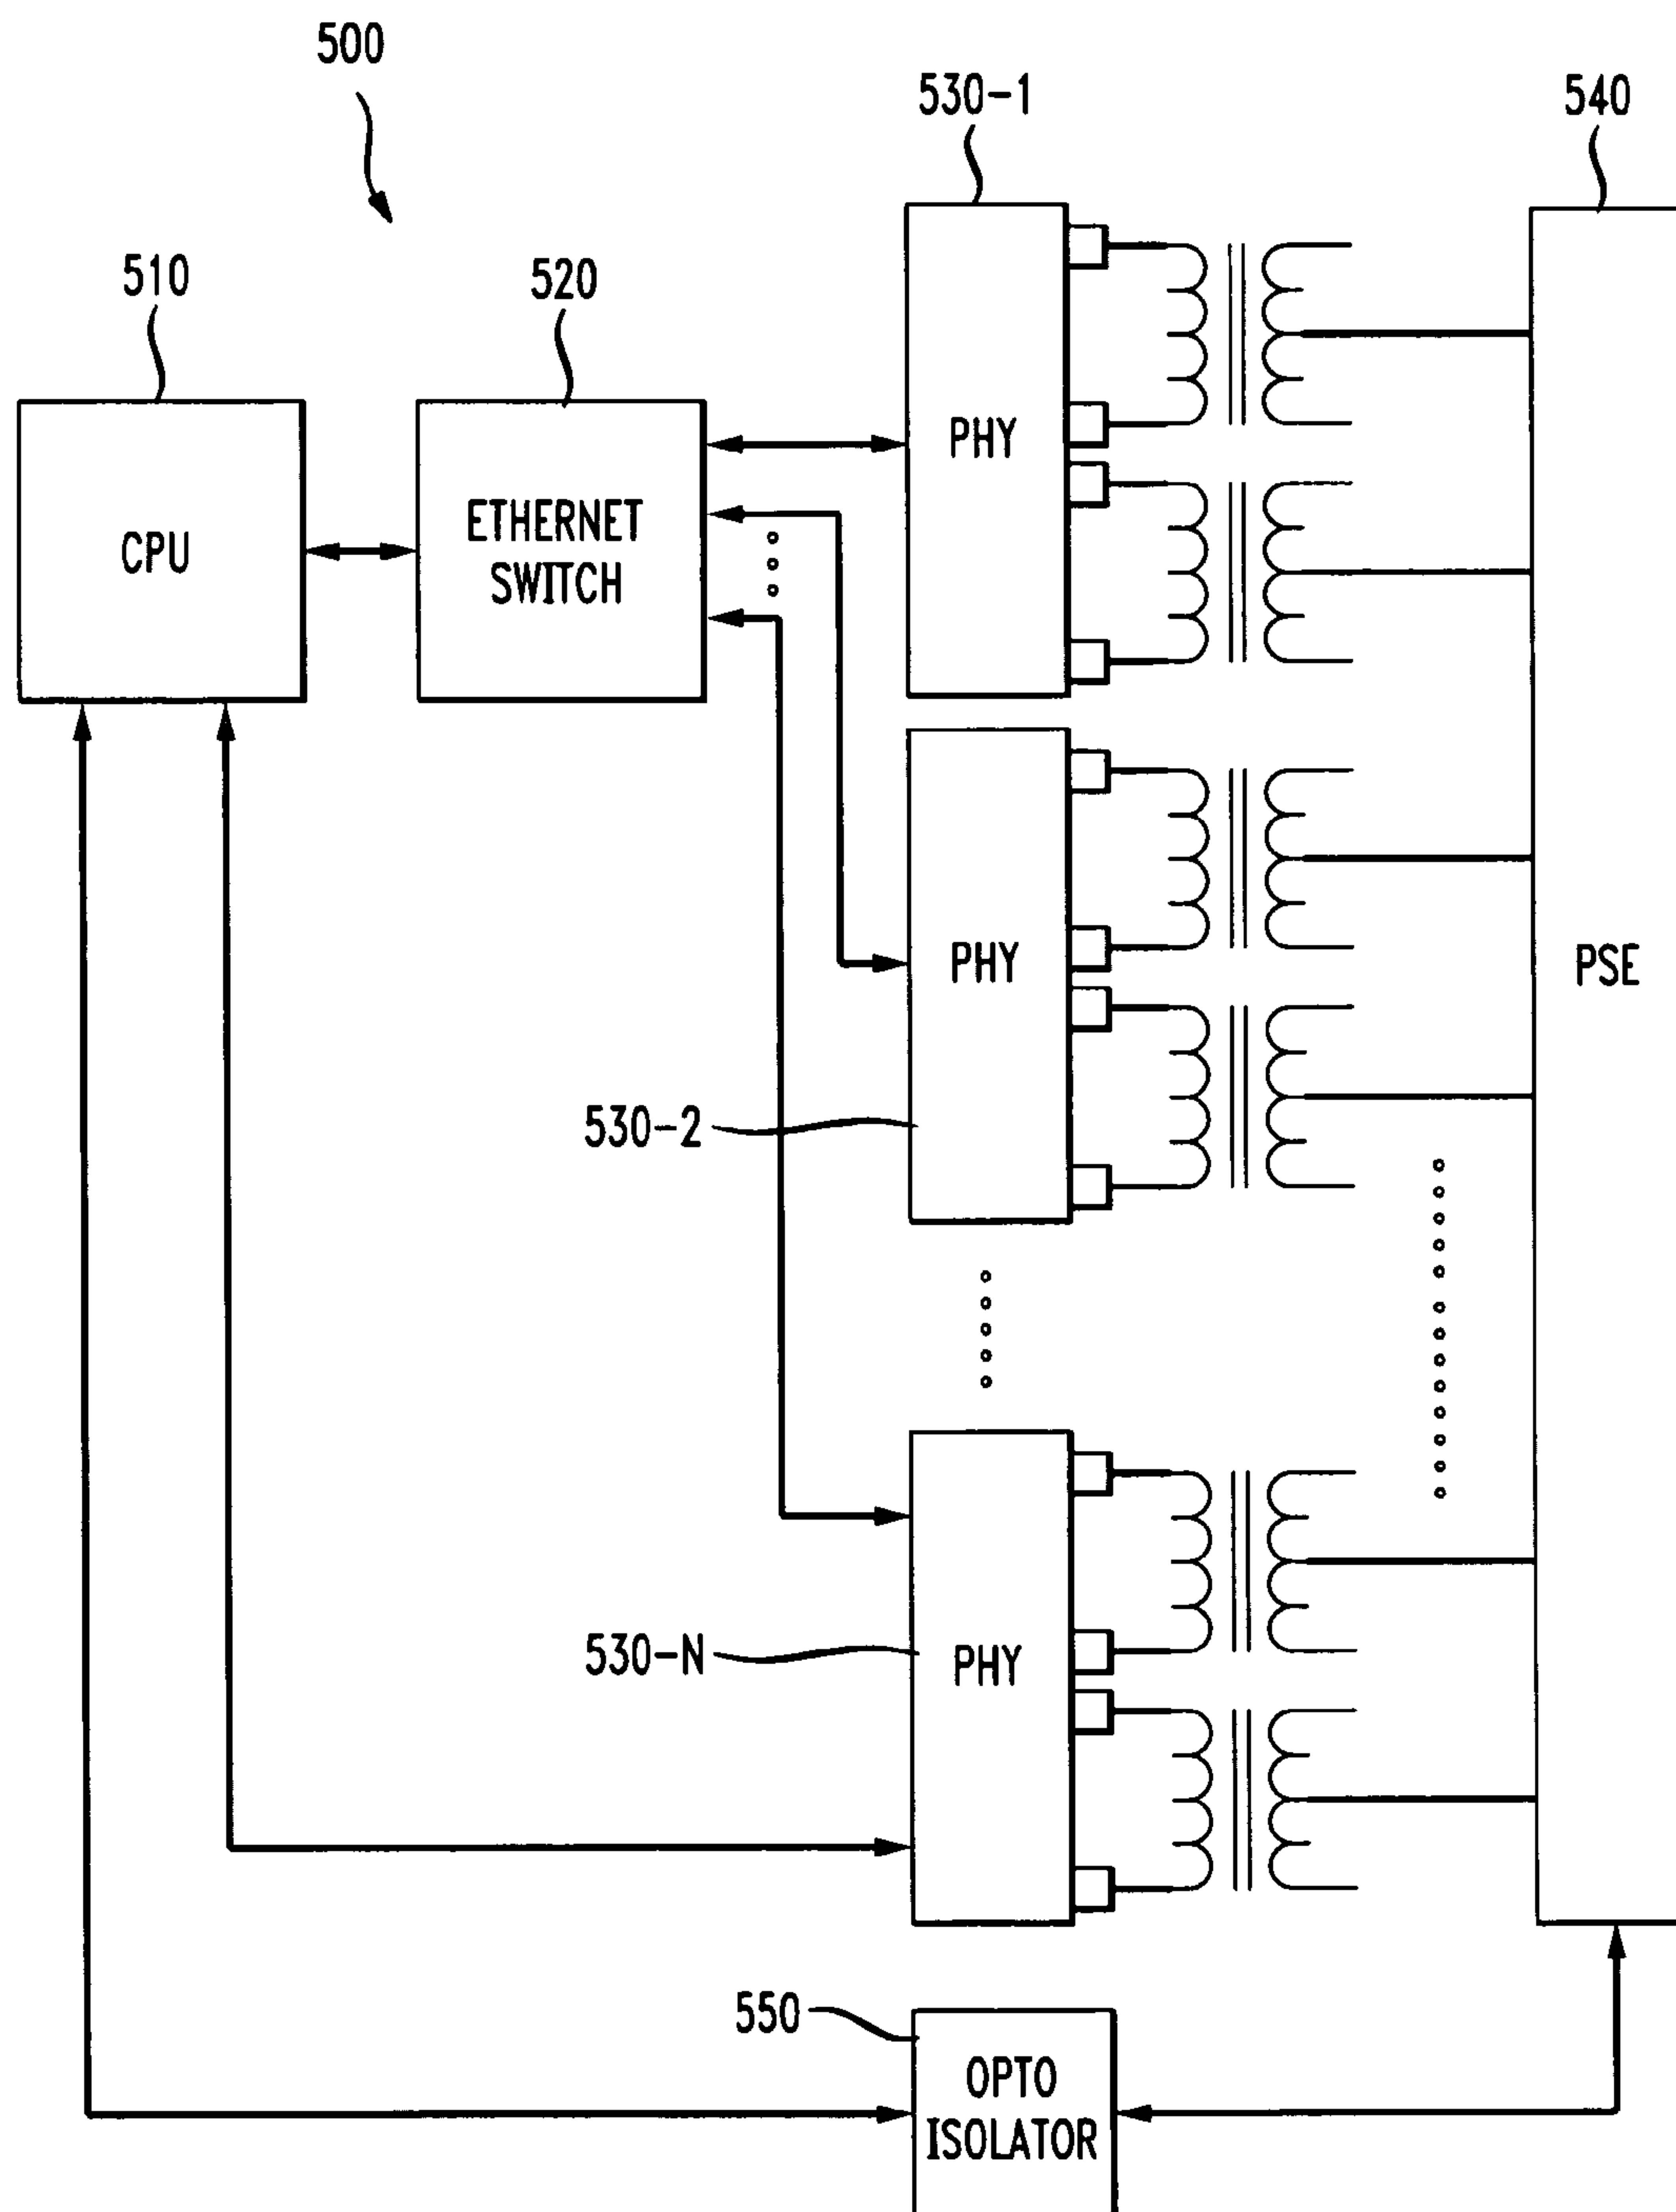 500
530-1
540
510
520
CPU
ETHERNET
SWITCH
PHY
PHY
PSE
530-2
530-N
PHY
550
OPTO
ISOLATOR